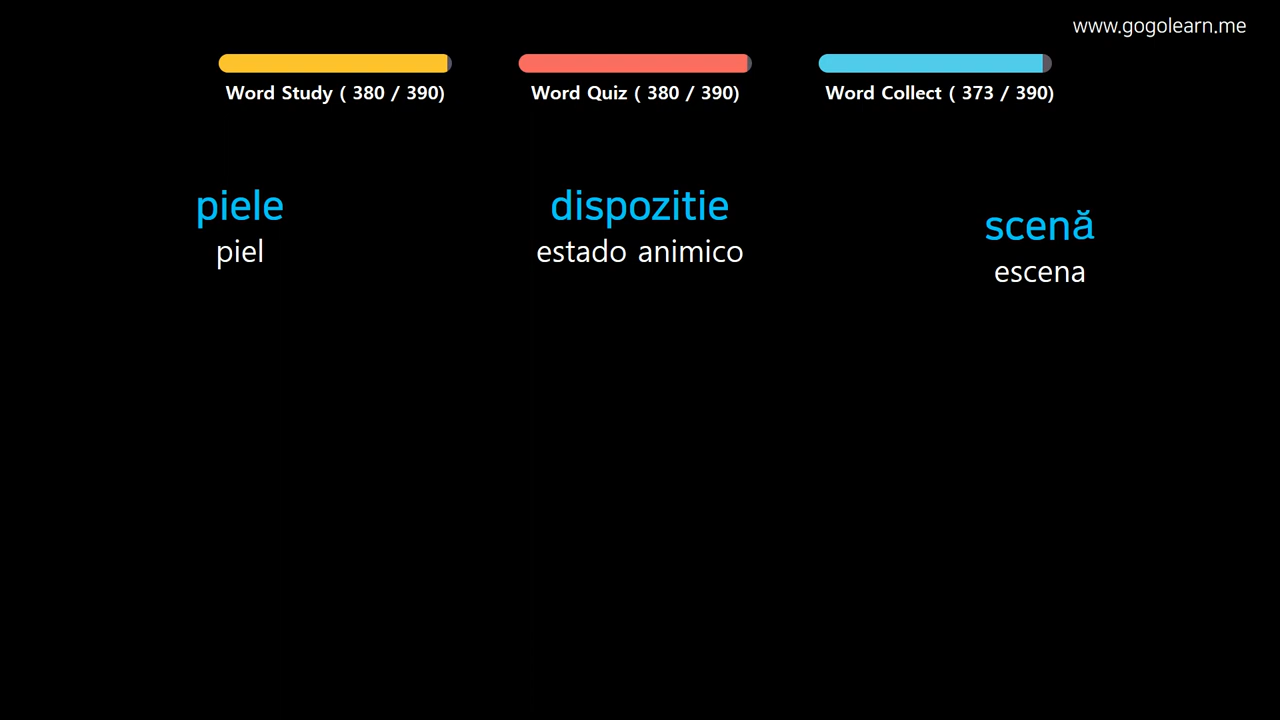 www.gogolearn.me
Word Study ( 380 / 390)
Word Quiz ( 380 / 390)
Word Collect ( 373 / 390)
piele
piel
dispozitie
estado animico
scenă
escena